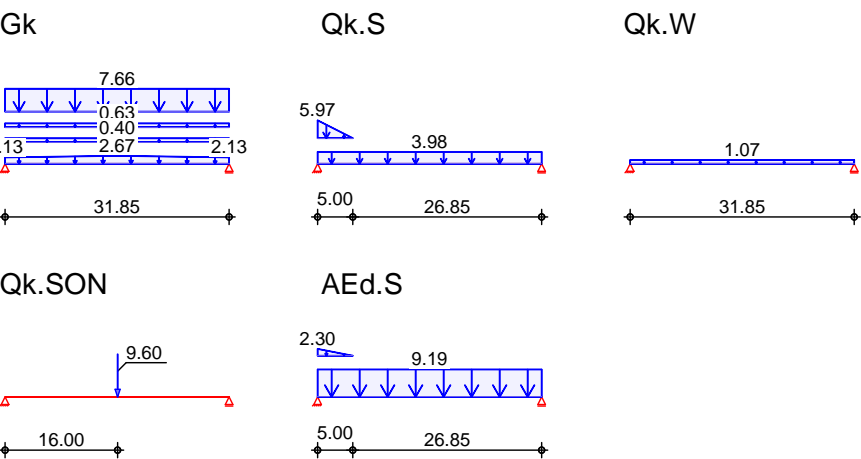 Gk
Qk.S
Qk.W
7.66
0.63
0.40
.13 2.67 2.13
31.85
5.97
3.98
5.00 26.85
1.07
31.85
Qk.SON
AEd.S
9.60
16.00
2.30
9.19
5.00 26.85